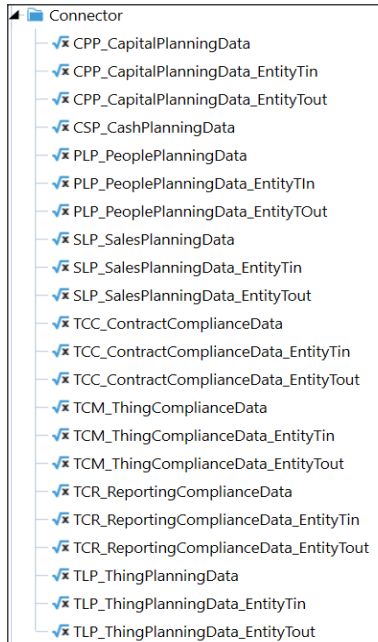 Connector
CPP_CapitalPlanningData
CPP_CapitalPlanningData_EntityTin
CPP_CapitalPlanningData_EntityTout
CSP_CashPlanningData
PLP_PeoplePlanningData
PLP_PeoplePlanningData_EntityTIn
PLP_PeoplePlanningData_EntityTOut
SLP_SalesPlanningData
SLP_SalesPlanningData_EntityTin
SLP_SalesPlanningData_EntityTout
TCC_ContractComplianceData
TCC_ContractComplianceData_EntityTin
TCC_ContractComplianceData_EntityTout
TCM_ThingComplianceData
TCM_ThingComplianceData_EntityTin
TCM_ThingComplianceData_EntityTout
TCR_ReportingComplianceData
TCR_ReportingComplianceData_EntityTin
TCR_ReportingComplianceData_EntityTout
TLP_ThingPlanningData
TLP_ThingPlanningData_EntityTin
TLP_ThingPlanningData_EntityTout